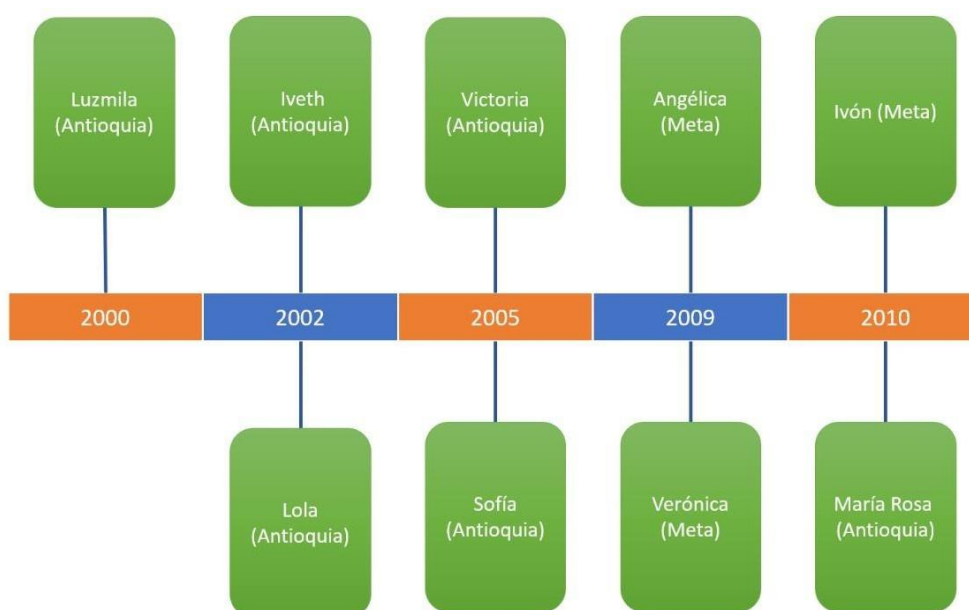 Luzmila
(Antioquia)
Iveth
(Antioquia)
Victoria
(Antioquia)
Angélica
(Meta)
Ivón (Meta)
2000
2002
2005
2009
2010
Lola
(Antioquia)
Sofía
(Antioquia)
Verónica
(Meta)
María Rosa
(Antioquia)